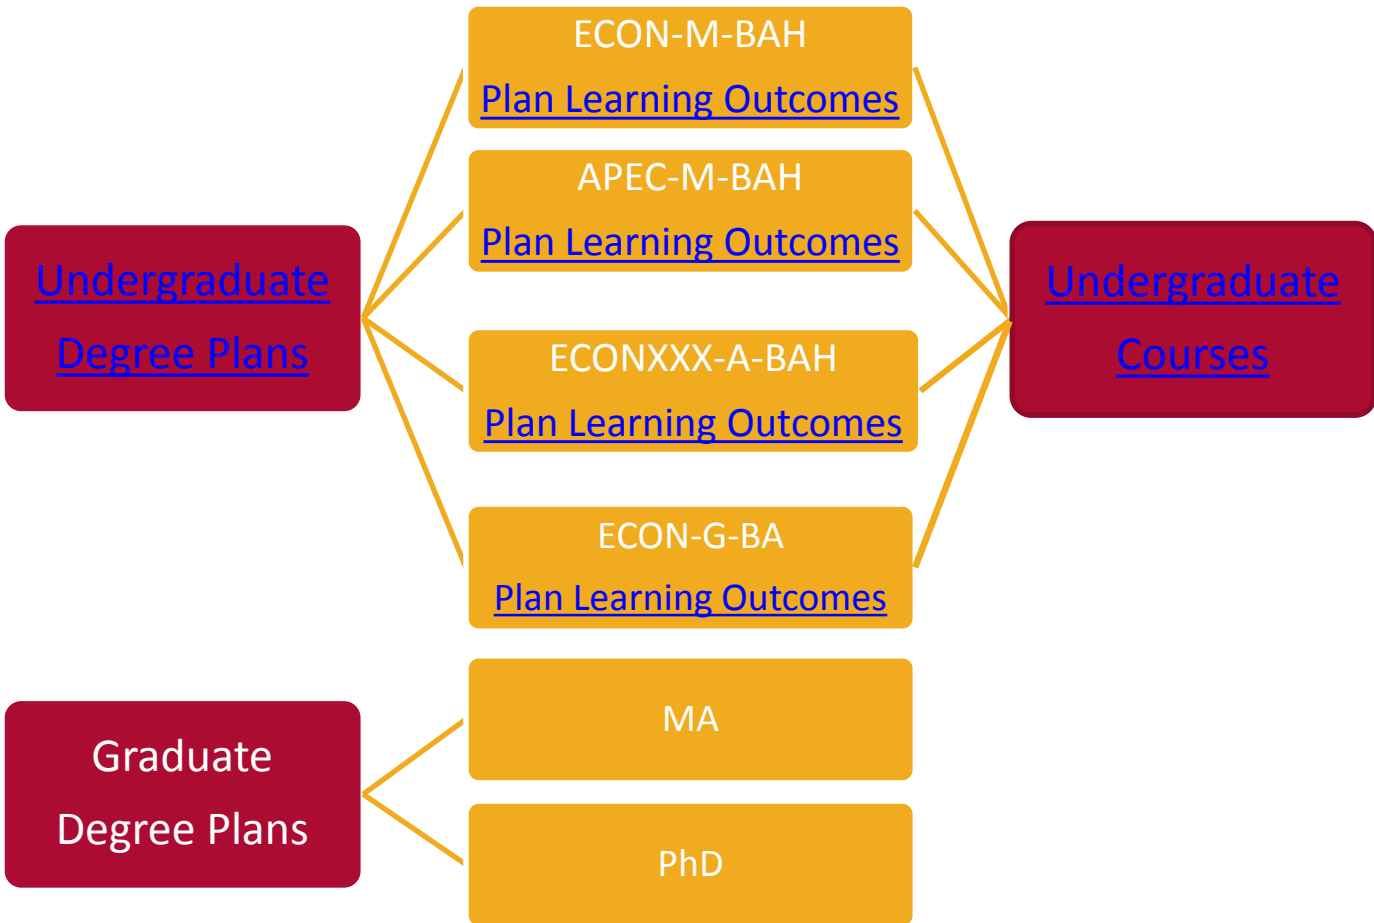 ECON-M-BAH
Plan Learning Outcomes
APEC-M-BAH
Plan Learning Outcomes
Undergraduate
Degree Plans
Undergraduate
Courses
ECONXXX-A-BAH
Plan Learning Outcomes
ECON-G-BA
Plan Learning Outcomes
Graduate
Degree Plans
MA
PhD